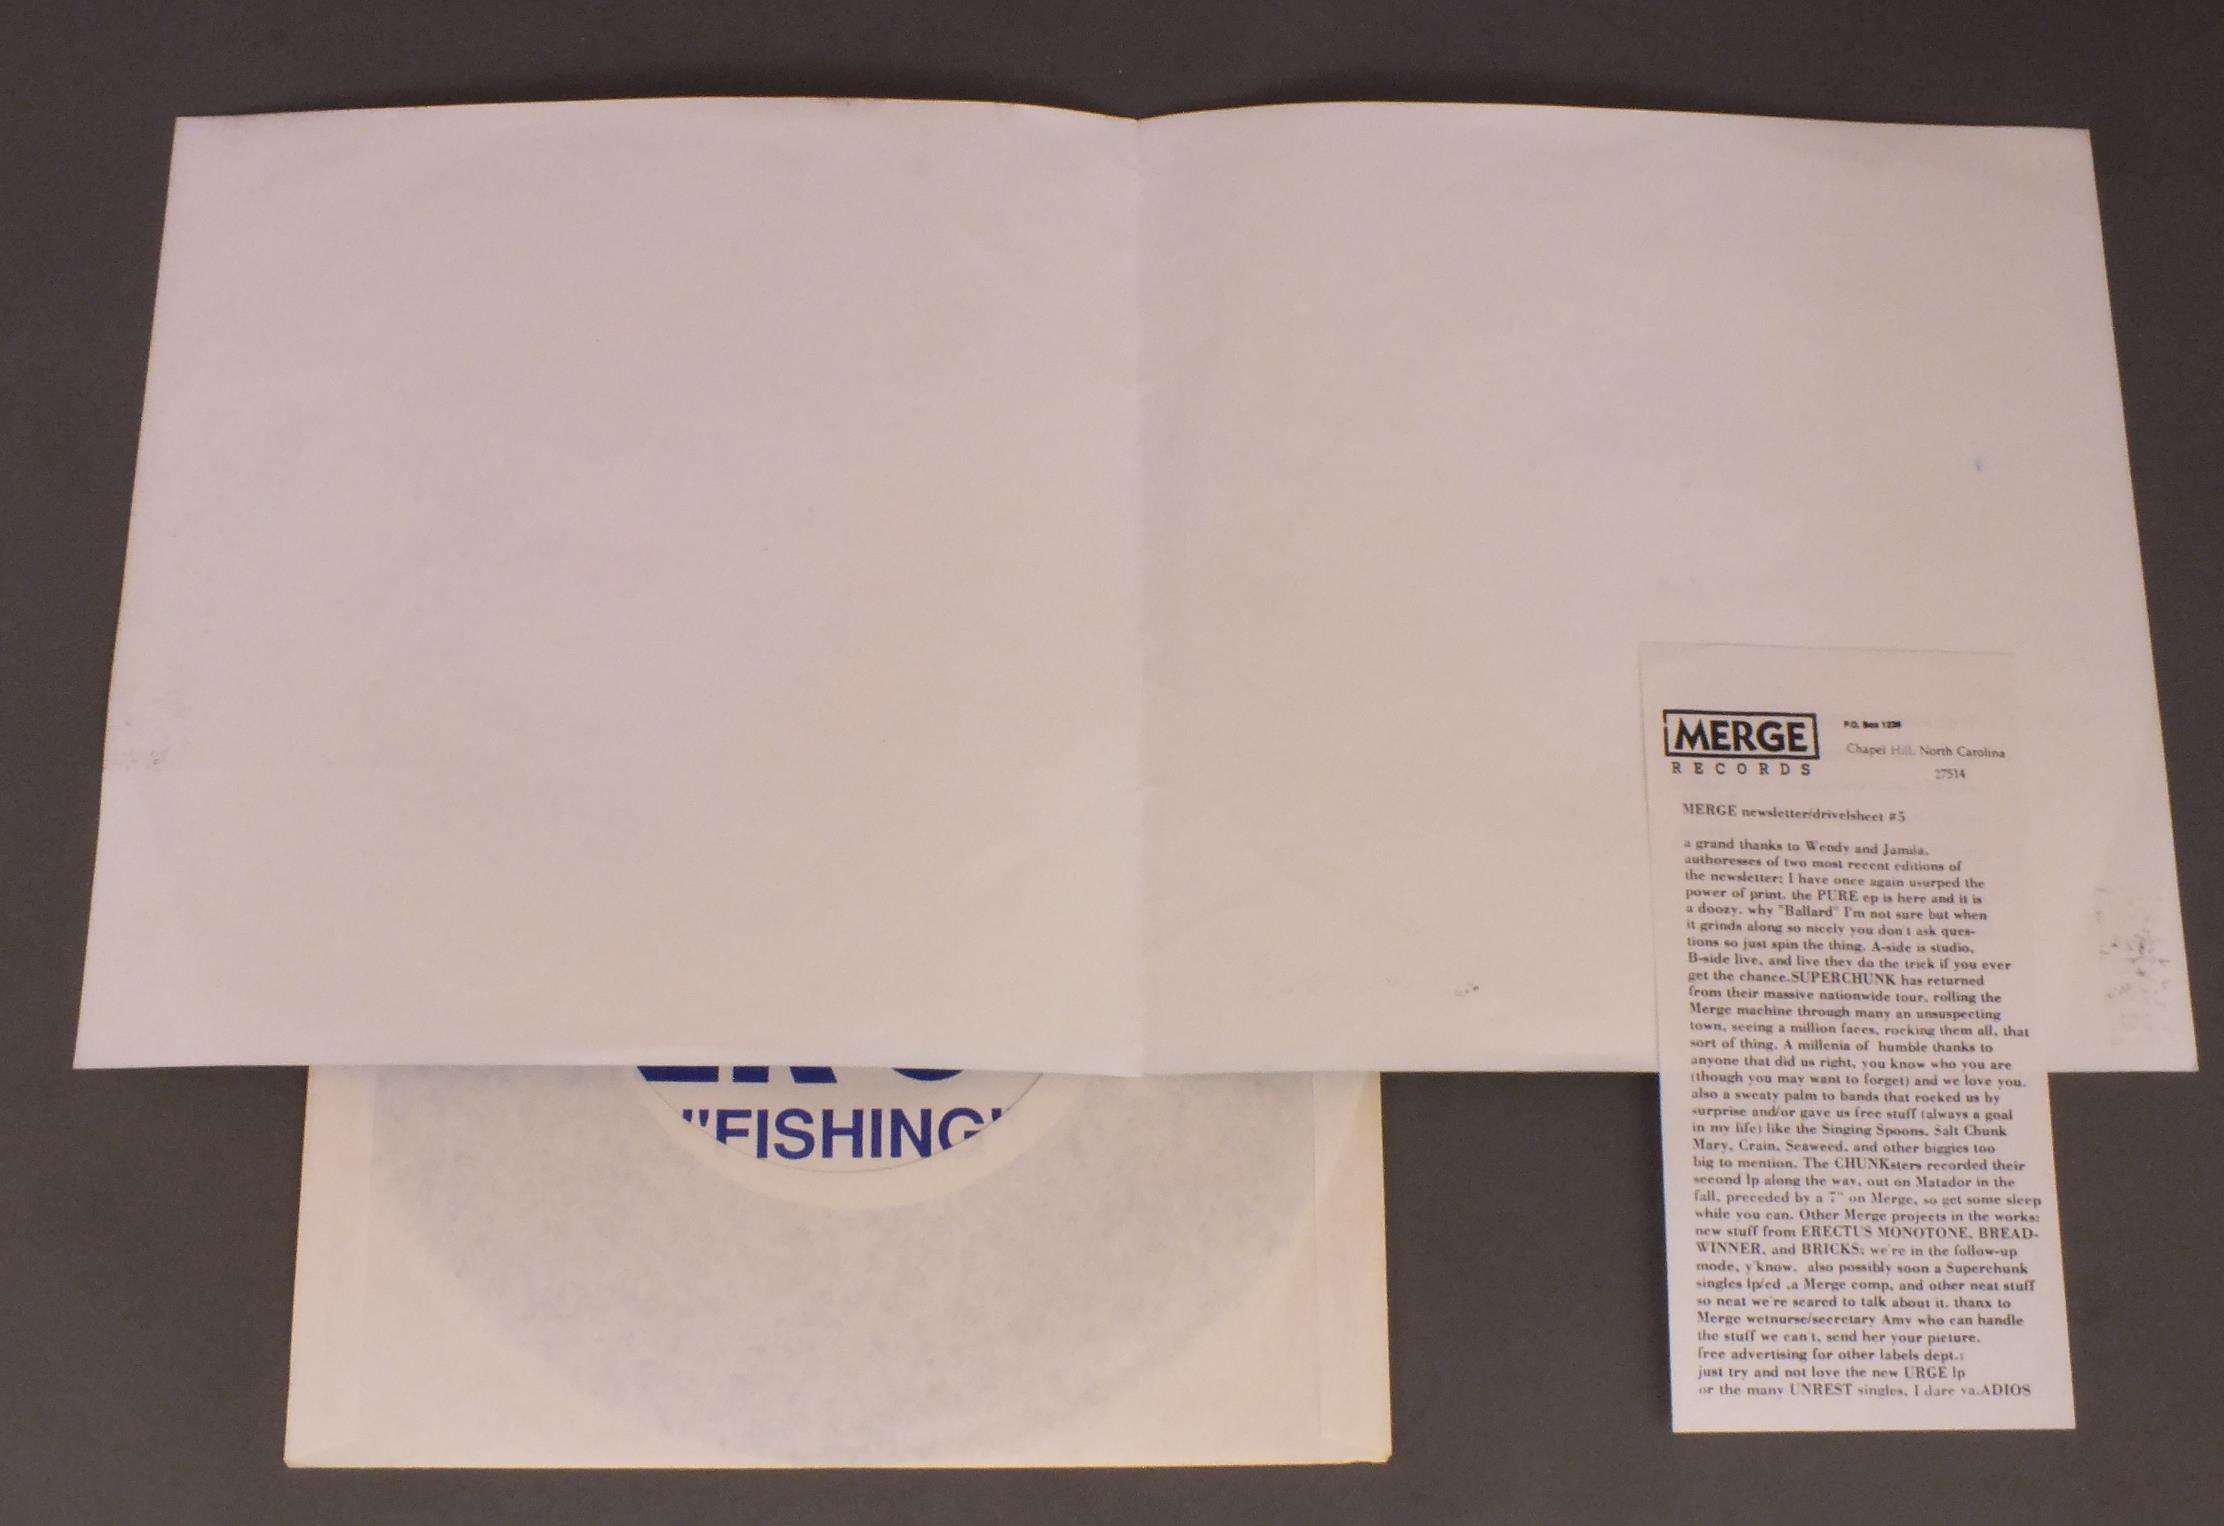 "FISHING"
MERGE
RECORDS
P.O. Box 1235
Chapel Hill, North Carolina
27514
MERGE newsletter/drivelsheet #5
a grand thanks to Wendy and Jamila,
authoresses of two most recent editions of
the newsletter; I have once again usurped the
power of print. the PURE ep is here and it is
a doozy. why "Ballard" I'm not sure but when
it grinds along so nicely you don't ask ques-
tions so just spin the thing. A-side is studio,
B-side live, and live they do the trick if you ever
get the chance.SUPERCHUNK has returned
from their massive nationwide tour, rolling the
Merge machine through many an unsuspecting
town, seeing a million faces, rocking them all, that
sort of thing. A millenia of humble thanks to
anyone that did us right, you know who you are
(though you may want to forget) and we love you.
also a sweaty palm to bands that rocked us by
surprise and/or gave us free stuff (always a goal
in my life) like the Singing Spoons, Salt Chunk
Mary, Crain, Seaweed, and other biggies too
big to mention. The CHUNKsters recorded their
second lp along the way, out on Matador in the
fall, preceded by a 7" on Merge, so get some sleep
while you can. Other Merge projects in the works:
new stuff from ERECTUS MONOTONE, BREAD-
WINNER, and BRICKS; we're in the follow-up
mode, y'know. also possibly soon a Superchunk
singles lp/cd ,a Merge comp, and other neat stuff
so neat we're scared to talk about it. thanx to
Merge wetnurse/secretary Amy who can handle
the stuff we can't, send her your picture.
free advertising for other labels dept.:
just try and not love the new URGE lp
or the many UNREST singles, I dare ya.ADIOS